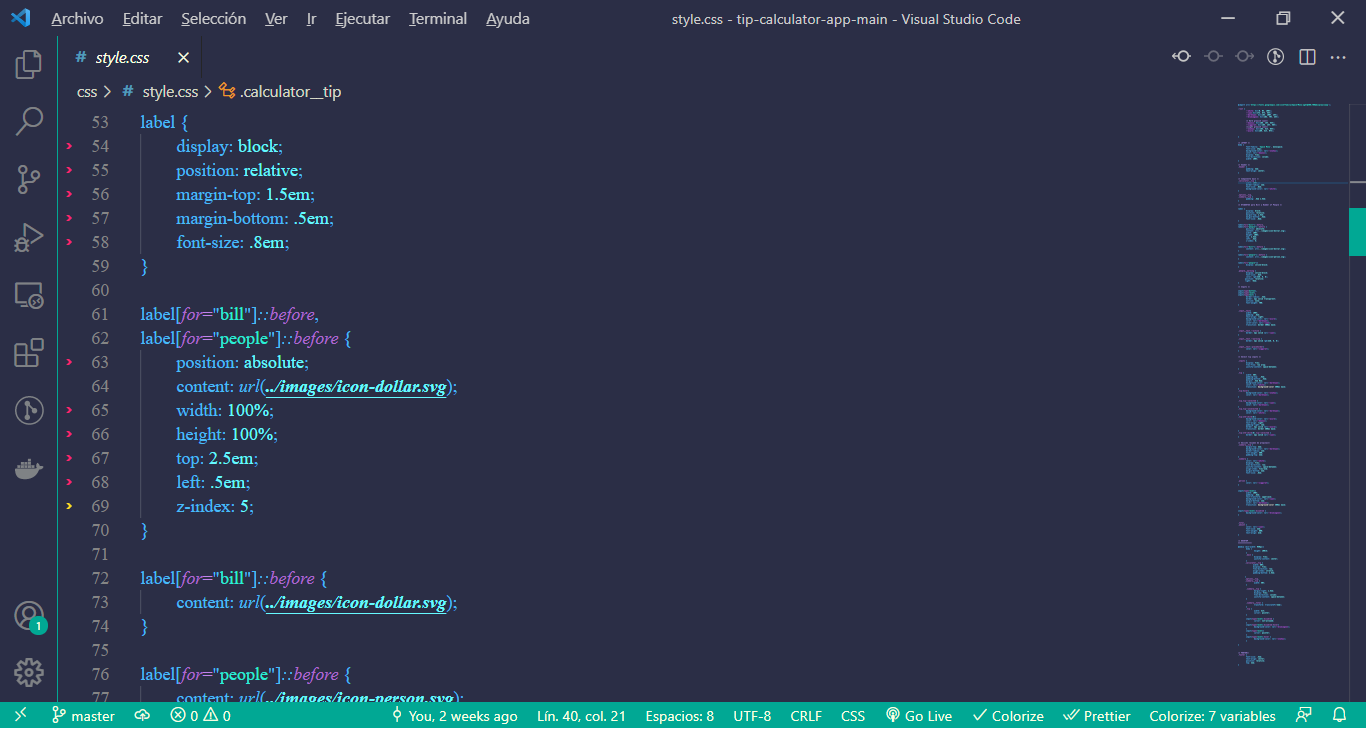 Archivo Editar Selección Ver Ir Ejecutar Terminal Ayuda
style.css - tip-calculator-app-main - Visual Studio Code
# style.css
css > # style.css > .calculator__tip
53 label {
54 display: block;
55 position: relative;
56 margin-top: 1.5em;
57 margin-bottom: .5em;
58 font-size: .8em;
59 }
60
61 label[for="bill"]::before,
62 label[for="people"]::before {
63 position: absolute;
64 content: url(../images/icon-dollar.svg);
65 width: 100%;
66 height: 100%;
67 top: 2.5em;
68 left: .5em;
69 z-index: 5;
70 }
71
72 label[for="bill"]::before {
73 content: url(../images/icon-dollar.svg);
74 }
75
76 label[for="people"]::before {
77 content: url(../images/icon-person.svg);
1
master 0 0 You, 2 weeks ago Lín. 40, col. 21 Espacios: 8 UTF-8 CRLF CSS Go Live Colorize Prettier Colorize: 7 variables